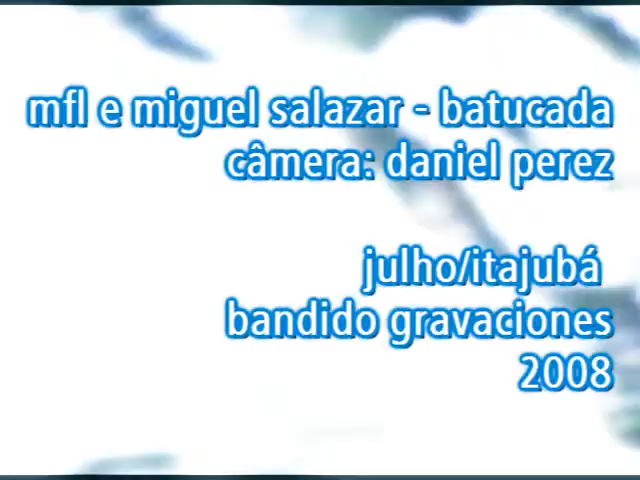 mfl e miguel salazar - batucada
câmera: daniel perez
julho/itajubá
bandido gravaciones
2008